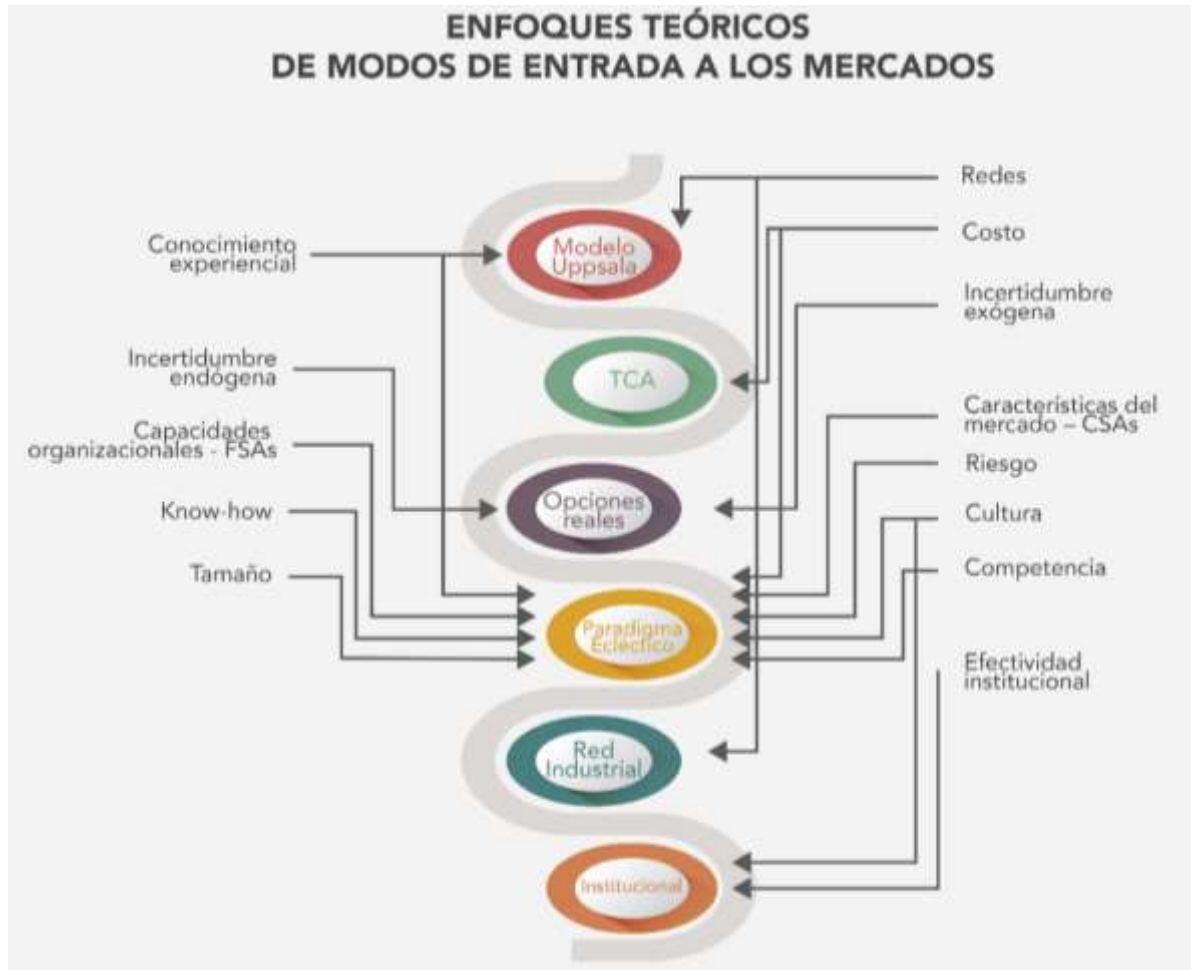 ENFOQUES TEÓRICOS
DE MODOS DE ENTRADA A LOS MERCADOS
Conocimiento
experiencial
Incertidumbre
endógena
Capacidades
organizacionales - FSAs
Know-how
Tamaño
Modelo
Uppsala
TCA
Opciones
reales
Paradigma
Ecléctico
Red
Industrial
Institucional
Redes
Costo
Incertidumbre
exógena
Características del
mercado – CSAs
Riesgo
Cultura
Competencia
Efectividad
institucional